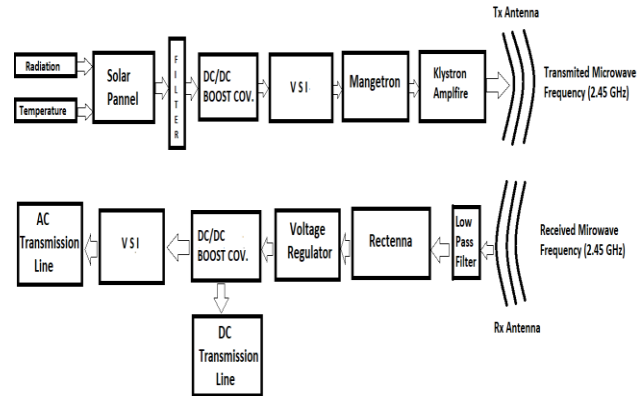 Tx Antenna
Radiation
Temperature
Solar
Pannel
F
I
L
T
E
R
DC/DC
BOOST COV.
V S I
Mangetron
Klystron
Amplfire
Transmited Microwave
Frequency (2.45 GHz)
AC
Transmission
Line
V S I
DC/DC
BOOST COV.
Voltage
Regulator
Rectenna
Low
Pass
Filter
Received Mirowave
Frequency (2.45 GHz)
Rx Antenna
DC
Transmission
Line